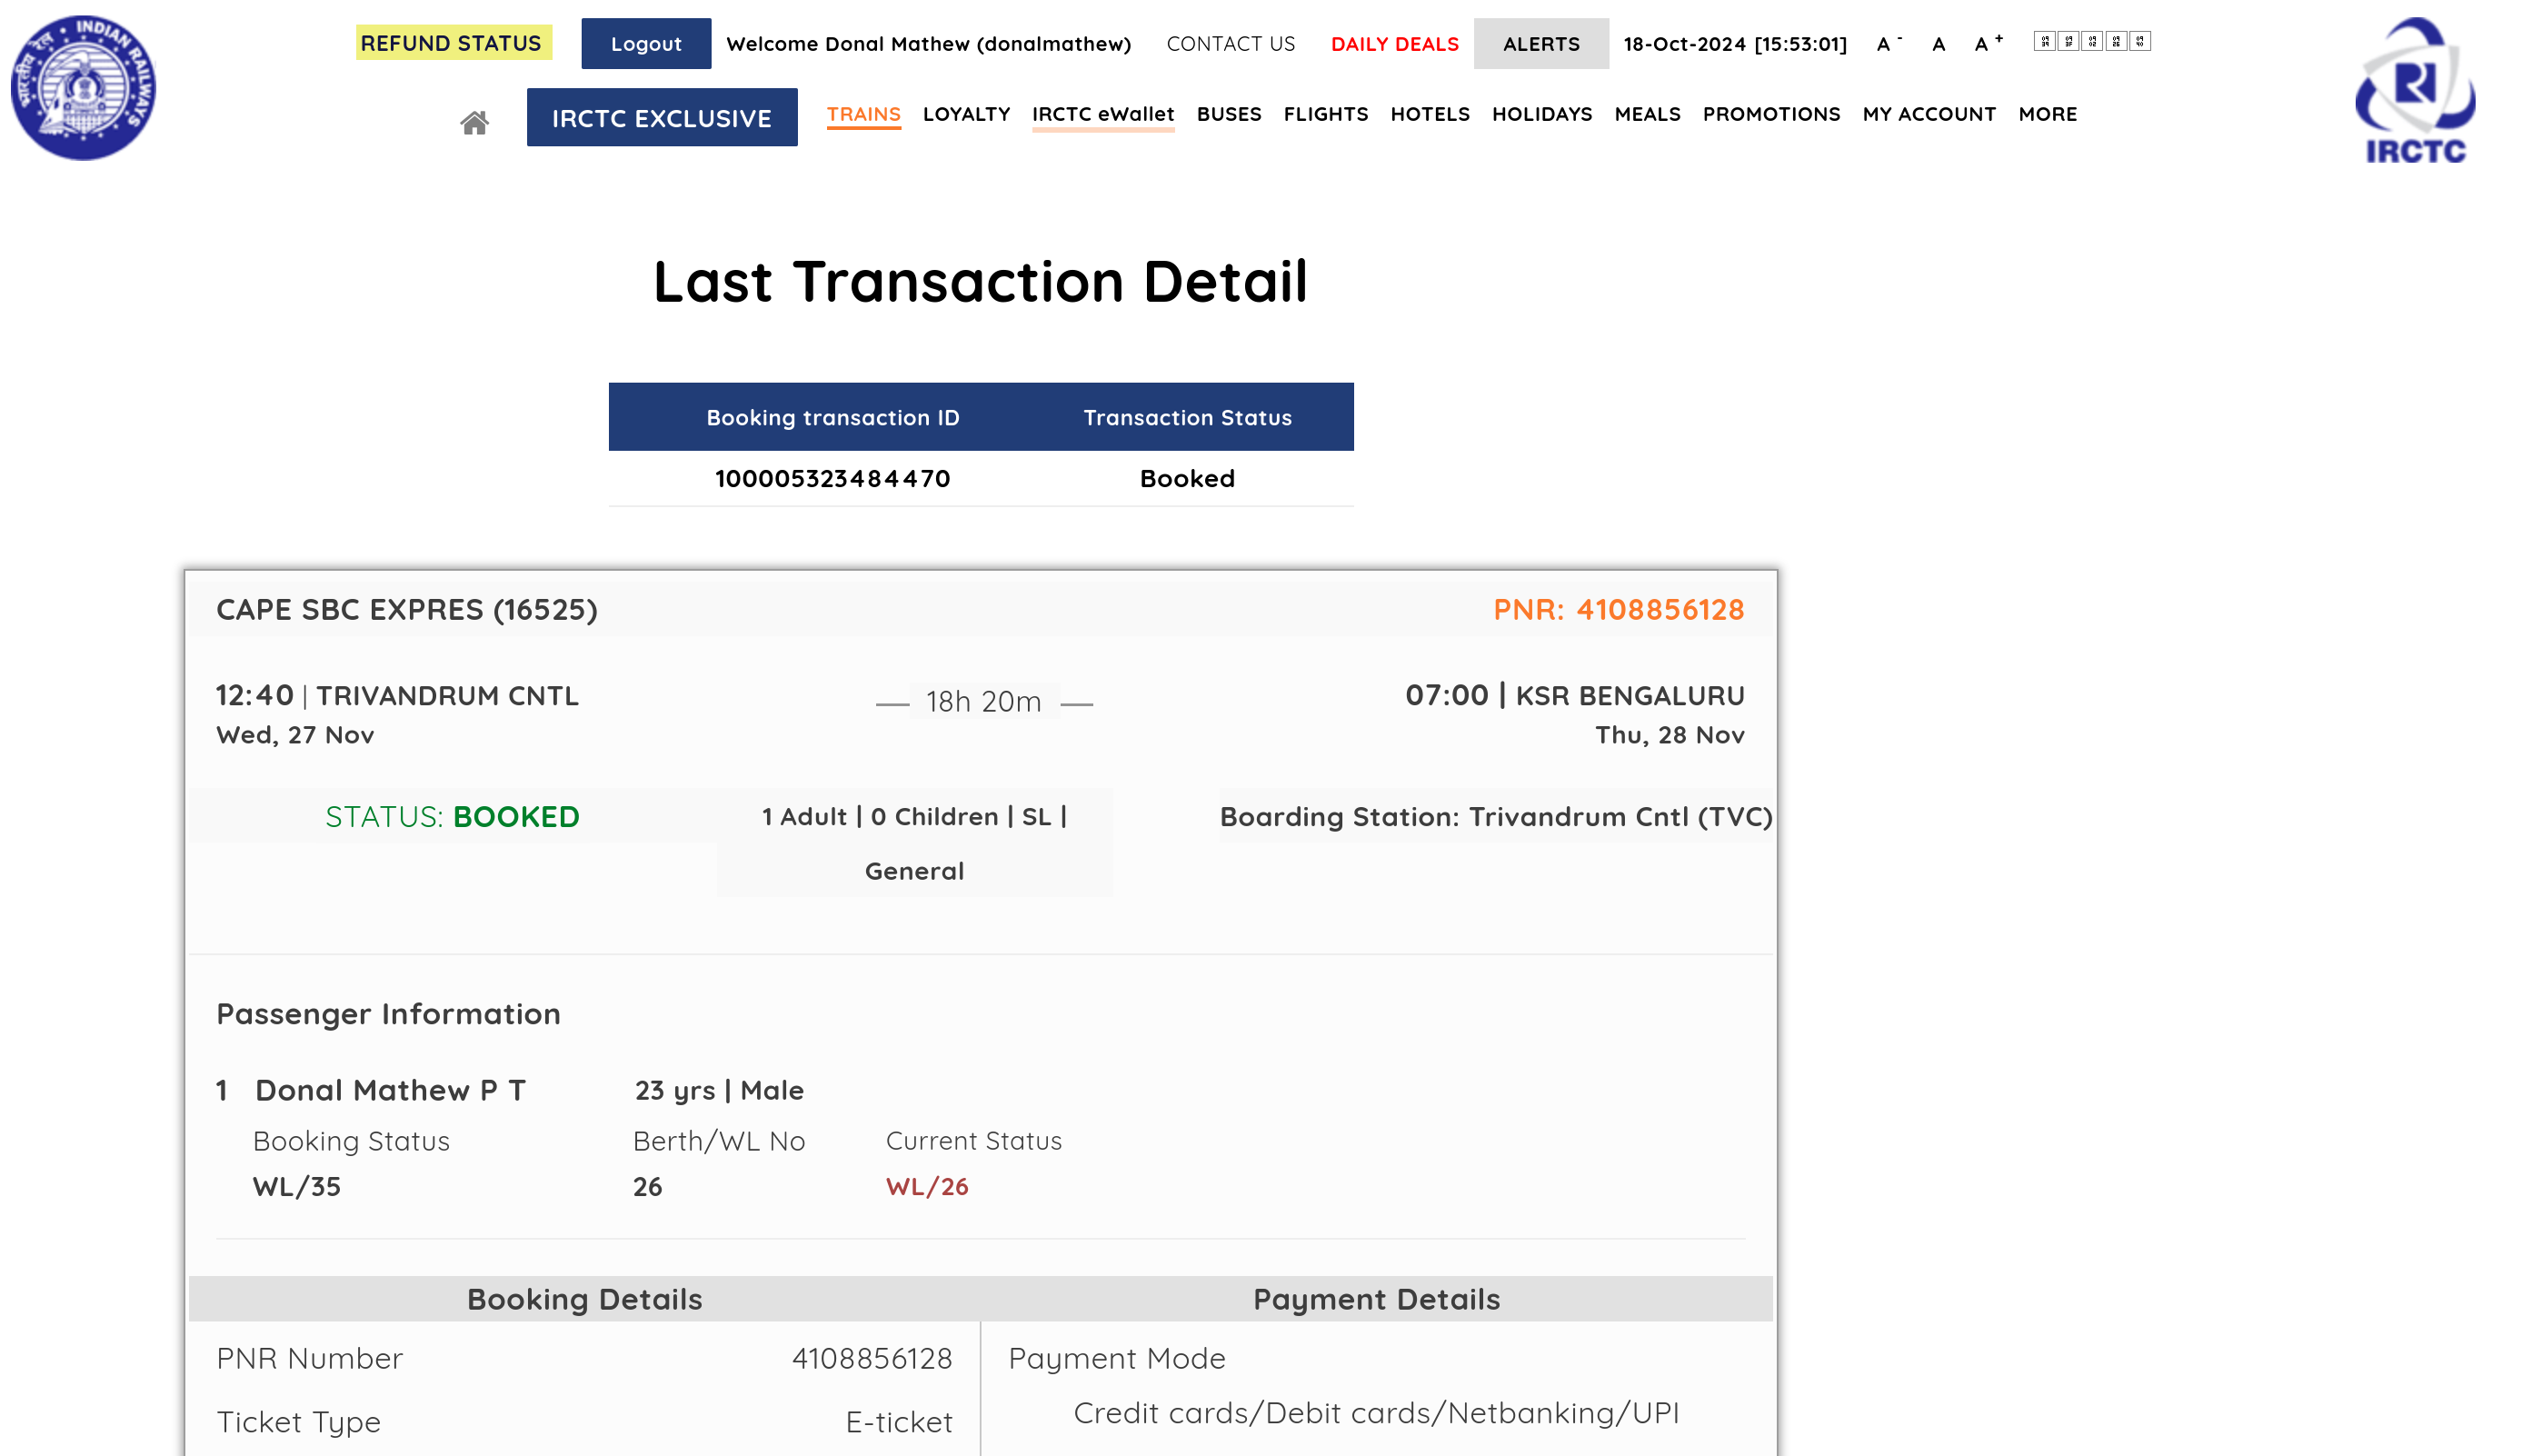 REFUND STATUS Logout Welcome Donal Mathew (donalmathew) CONTACT US DAILY DEALS ALERTS 18-Oct-2024 [15:53:01] A - A A +
भारतीय रेल INDIAN RAILWAYS
IRCTC EXCLUSIVE TRAINS LOYALTY IRCTC eWallet BUSES FLIGHTS HOTELS HOLIDAYS MEALS PROMOTIONS MY ACCOUNT MORE
IRCTC
Last Transaction Detail
Booking transaction ID Transaction Status
100005323484470 Booked
CAPE SBC EXPRES (16525) PNR: 4108856128
12:40 | TRIVANDRUM CNTL 18h 20m 07:00 | KSR BENGALURU
Wed, 27 Nov Thu, 28 Nov
STATUS: BOOKED 1 Adult | 0 Children | SL | Boarding Station: Trivandrum Cntl (TVC)
General
Passenger Information
1 Donal Mathew P T 23 yrs | Male
Booking Status Berth/WL No Current Status
WL/35 26 WL/26
Booking Details Payment Details
PNR Number 4108856128 Payment Mode
Credit cards/Debit cards/Netbanking/UPI
Ticket Type E-ticket